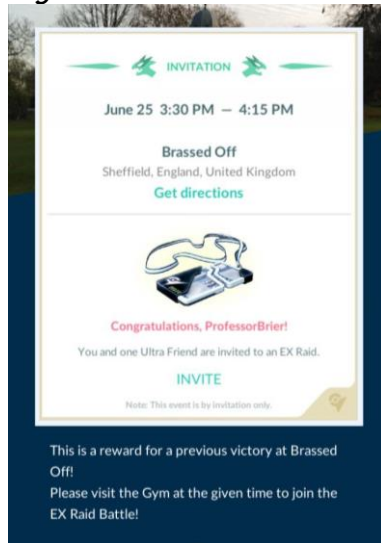 INVITATION
June 25 3:30 PM — 4:15 PM
Brassed Off
Sheffield, England, United Kingdom
Get directions
Congratulations, ProfessorBrier!
You and one Ultra Friend are invited to an EX Raid.
INVITE
Note: This event is by invitation only.
This is a reward for a previous victory at Brassed
Off!
Please visit the Gym at the given time to join the
EX Raid Battle!